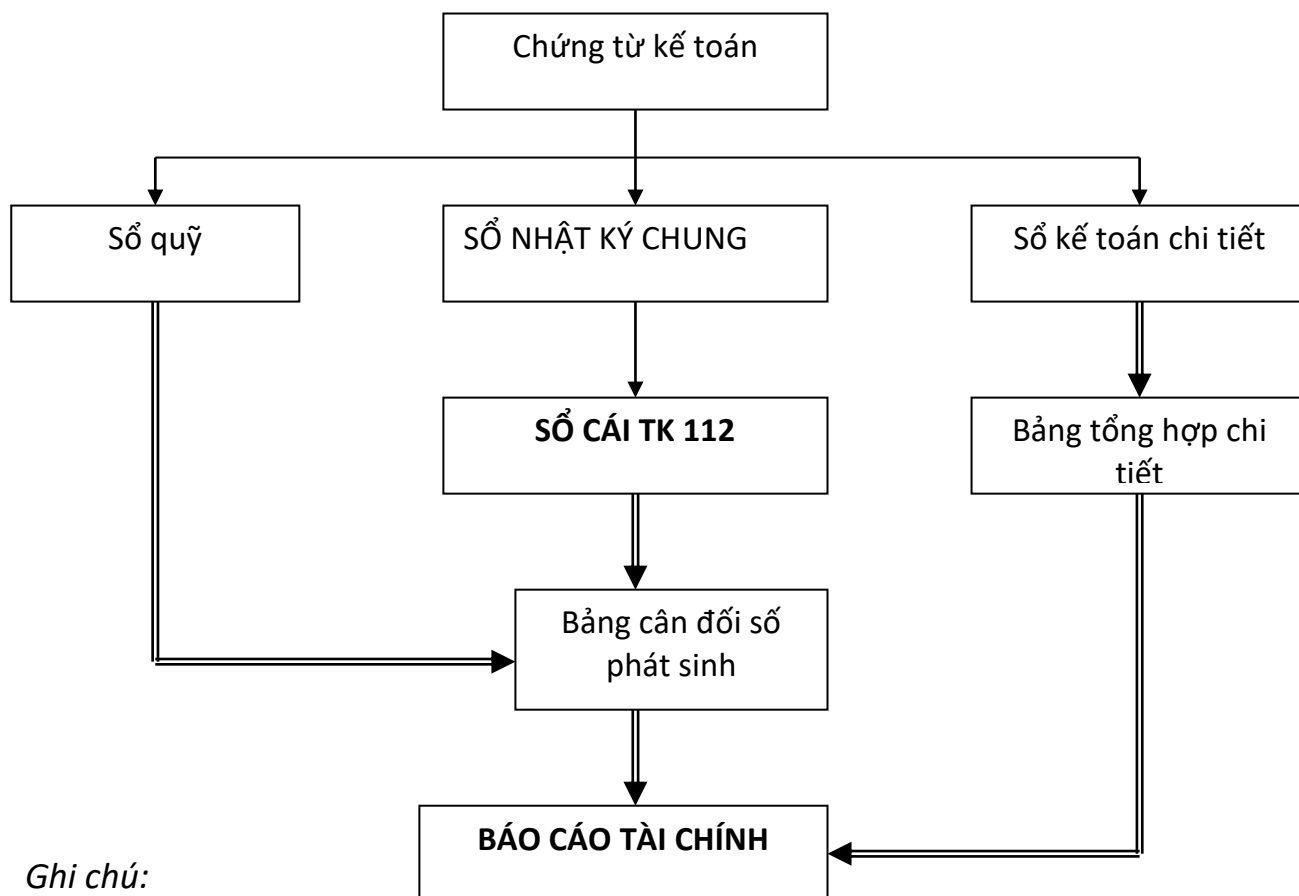 Chứng từ kế toán
Sổ quỹ
SỔ NHẬT KÝ CHUNG
Sổ kế toán chi tiết
SỔ CÁI TK 112
Bảng tổng hợp chi
tiết
Bảng cân đối số
phát sinh
BÁO CÁO TÀI CHÍNH
Ghi chú: